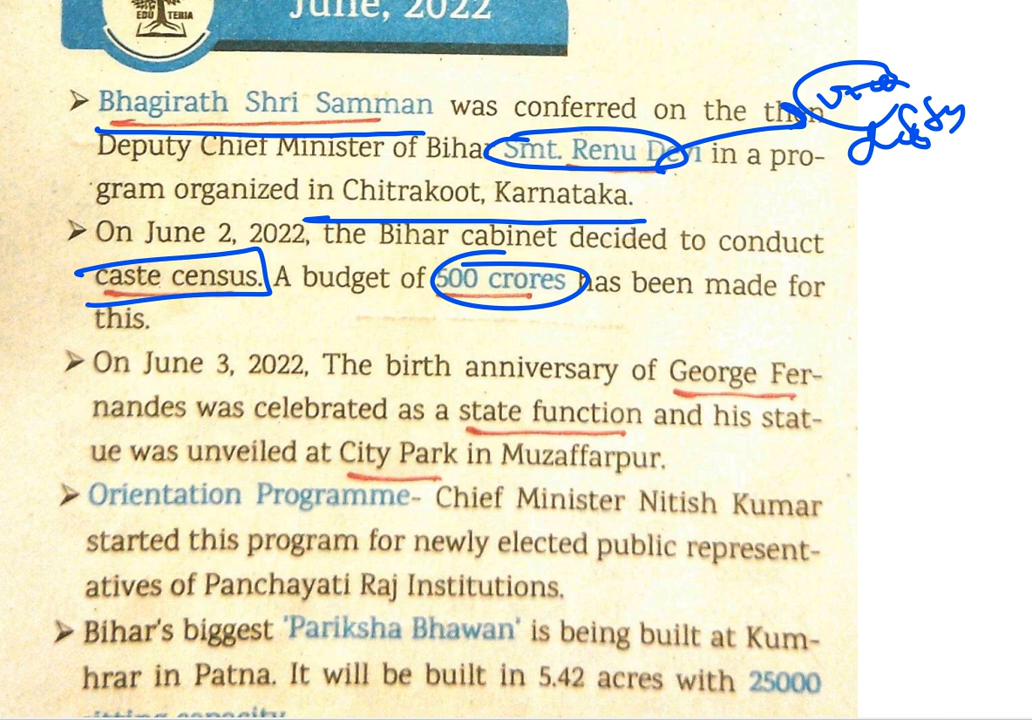 EDU TERIA
June, 2022
➤ Bhagirath Shri Samman was conferred on the then
Deputy Chief Minister of Bihar Smt. Renu Devi in a pro-
gram organized in Chitrakoot, Karnataka.
➤ On June 2, 2022, the Bihar cabinet decided to conduct
caste census. A budget of 500 crores has been made for
this.
➤ On June 3, 2022, The birth anniversary of George Fer-
nandes was celebrated as a state function and his stat-
ue was unveiled at City Park in Muzaffarpur.
➤ Orientation Programme- Chief Minister Nitish Kumar
started this program for newly elected public represent-
atives of Panchayati Raj Institutions.
➤ Bihar's biggest 'Pariksha Bhawan' is being built at Kum-
hrar in Patna. It will be built in 5.42 acres with 25000
sitting capacity.